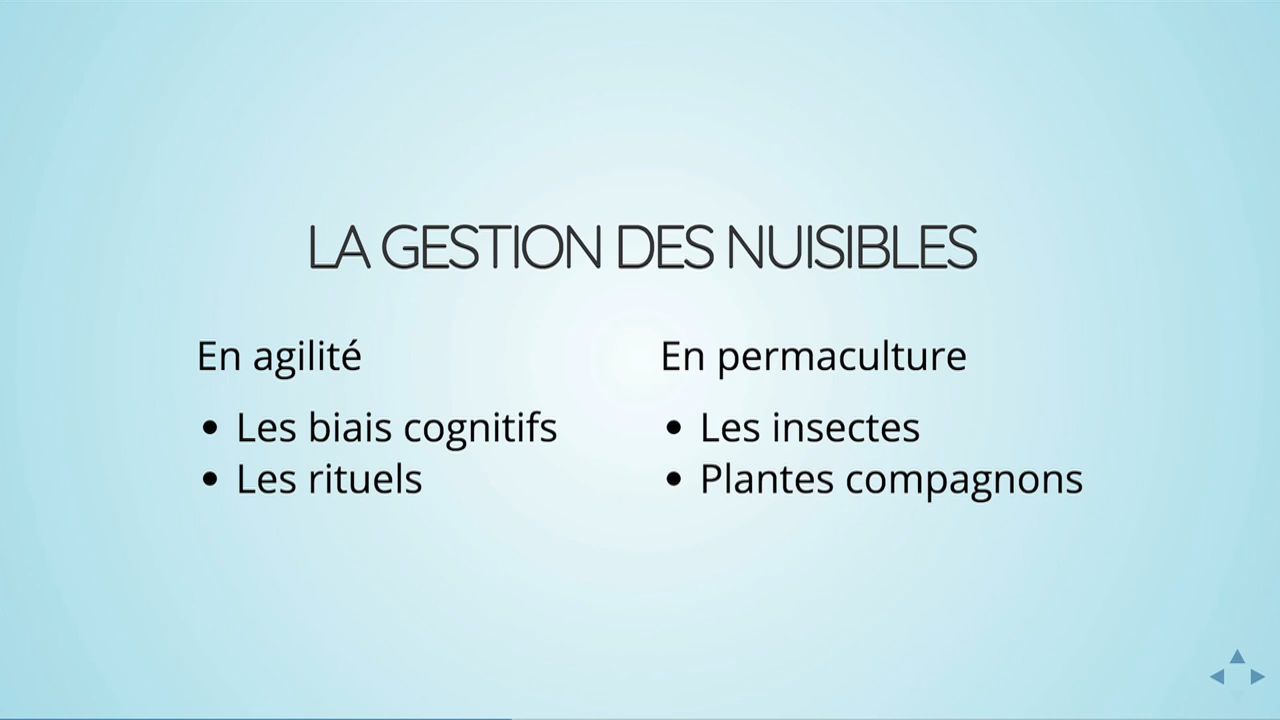 LA GESTION DES NUISIBLES
En agilité
• Les biais cognitifs
• Les rituels
En permaculture
• Les insectes
• Plantes compagnons